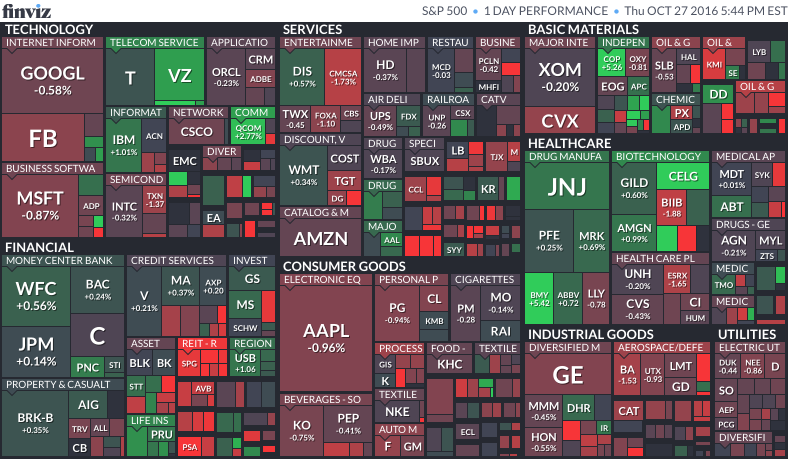 finviz
S&P 500 • 1 DAY PERFORMANCE • Thu OCT 27 2016 5:44 PM EST
TECHNOLOGY
INTERNET INFORM
GOOGL
-0.58%
FB
BUSINESS SOFTWA
MSFT
-0.87%
ADP
TELECOM SERVICE
T
VZ
APPLICATIO
ORCL
-0.23%
CRM
ADBE
INFORMAT
IBM
+1.01%
ACN
NETWORK
CSCO
COMM
QCOM
+2.77%
SEMICOND
INTC
-0.32%
TXN
-1.37
EMC
DIVER
EA
SERVICES
ENTERTAINME
DIS
+0.57%
CMCSA
-1.73%
TWX
-0.45
FOXA
-1.10
CBS
DISCOUNT, V
WMT
+0.34%
COST
TGT
DG
CATALOG & M
AMZN
HOME IMP
HD
-0.37%
RESTAU
MCD
-0.03
BUSINE
PCLN
-0.42
MHFI
AIR DELI
UPS
-0.49%
FDX
RAILROA
UNP
-0.26
CSX
CATV
DRUG
WBA
-0.17%
SPECI
SBUX
LB
TJX
M
DRUG
CCL
KR
MAJO
AAL
SYY
BASIC MATERIALS
MAJOR INTE
XOM
-0.20%
CVX
INDEPEN
COP
+5.26
OXY
-0.81
EOG
APC
OIL & G
SLB
-0.53
HAL
OIL &
KMI
SE
LYB
CHEMIC
PX
APD
DD
OIL & G
HEALTHCARE
DRUG MANUFA
JNJ
PFE
+0.25%
MRK
+0.69%
BMY
+5.42
ABBV
+0.72
LLY
-0.78
BIOTECHNOLOGY
GILD
+0.60%
CELG
AMGN
+0.99%
BIIB
-1.88
HEALTH CARE PL
UNH
-0.20%
ESRX
-1.65
CVS
-0.43%
CI
HUM
MEDICAL AP
MDT
+0.01%
SYK
ABT
DRUGS - GE
AGN
-0.21%
MYL
ZTS
MEDIC
TMO
MEDIC
FINANCIAL
MONEY CENTER BANK
WFC
+0.56%
BAC
+0.24%
JPM
+0.14%
C
PNC
STI
PROPERTY & CASUALT
BRK-B
+0.35%
AIG
TRV
ALL
CB
CREDIT SERVICES
V
+0.21%
MA
+0.37%
AXP
+0.20
INVEST
GS
MS
SCHW
ASSET
BLK
BK
STT
REIT - R
SPG
AVB
REGION
USB
+1.06
LIFE INS
PRU
PSA
CONSUMER GOODS
ELECTRONIC EQ
AAPL
-0.96%
BEVERAGES - SO
KO
-0.75%
PEP
-0.41%
PERSONAL P
PG
-0.94%
CL
KMB
CIGARETTES
PM
-0.28
MO
-0.14%
RAI
PROCESS
GIS
K
FOOD -
KHC
TEXTILE
TEXTILE
NKE
AUTO M
F
GM
ECL
INDUSTRIAL GOODS
DIVERSIFIED M
GE
MMM
-0.45%
DHR
HON
-0.55%
IR
AEROSPACE/DEFE
BA
-1.53
UTX
-0.93
LMT
GD
CAT
UTILITIES
ELECTRIC UT
DUK
-0.44
NEE
-0.86
D
SO
AEP
PCG
DIVERSIFI